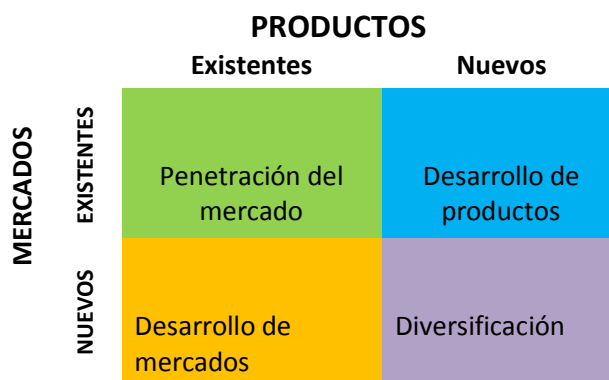 PRODUCTOS
Existentes Nuevos
MERCADOS
EXISTENTES
Penetración del
mercado
Desarrollo de
productos
NUEVOS
Desarrollo de
mercados
Diversificación